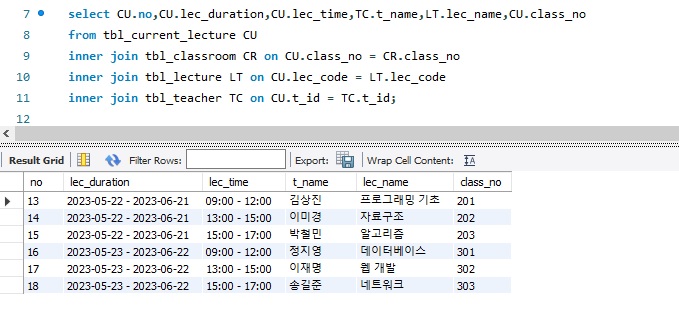 7 select CU.no,CU.lec_duration,CU.lec_time,TC.t_name,LT.lec_name,CU.class_no
8 from tbl_current_lecture CU
9 inner join tbl_classroom CR on CU.class_no = CR.class_no
10 inner join tbl_lecture LT on CU.lec_code = LT.lec_code
11 inner join tbl_teacher TC on CU.t_id = TC.t_id;
12
Result Grid Filter Rows: Export: Wrap Cell Content: IA
no lec_duration lec_time t_name lec_name class_no
13 2023-05-22 - 2023-06-21 09:00 - 12:00 김상진 프로그래밍 기초 201
14 2023-05-22 - 2023-06-21 13:00 - 15:00 이미경 자료구조 202
15 2023-05-22 - 2023-06-21 15:00 - 17:00 박철민 알고리즘 203
16 2023-05-23 - 2023-06-22 09:00 - 12:00 정지영 데이터베이스 301
17 2023-05-23 - 2023-06-22 13:00 - 15:00 이재명 웹 개발 302
18 2023-05-23 - 2023-06-22 15:00 - 17:00 송길준 네트워크 303